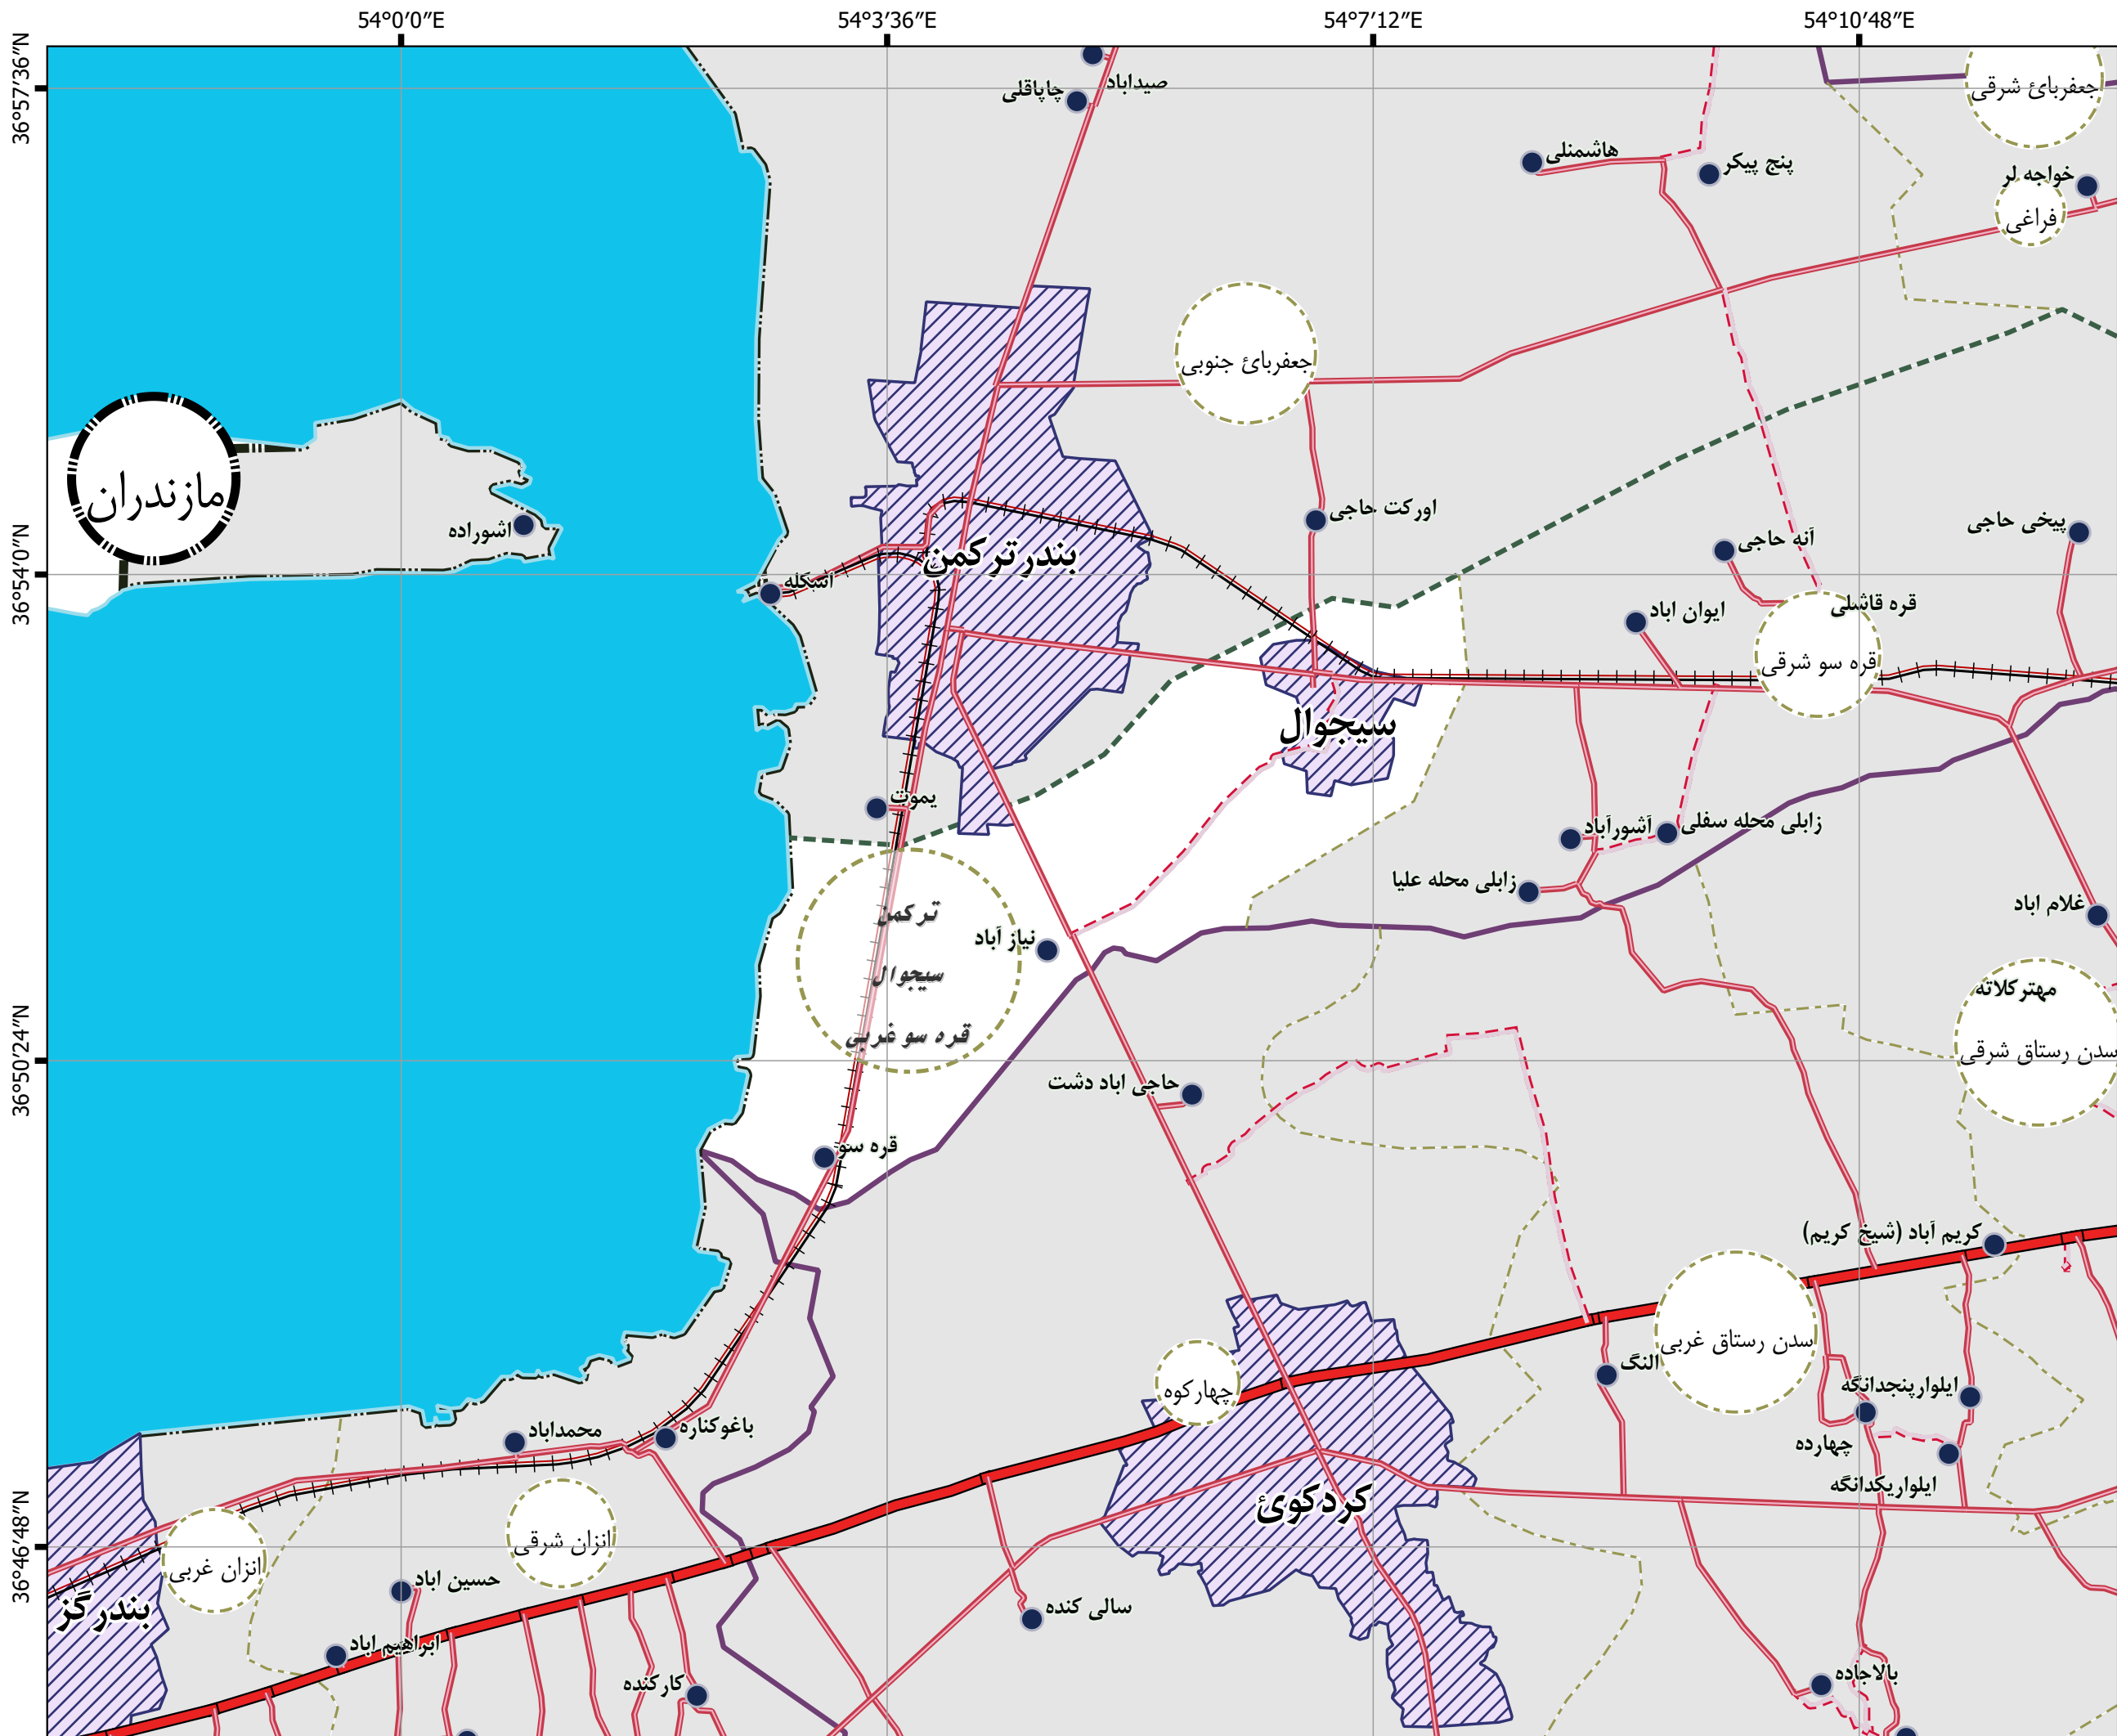 54°0′0″E
54°3′36″E
54°7′12″E
54°10′48″E
36°57′36″N
صیداباد
چاپاقلی
جعفربائ شرقی
هاشمنلی
پنج پیکر
خواجه لر
فراغی
جعفربائ جنوبی
مازندران
اشوراده
اورکت حاجی
پیخی حاجی
آنه حاجی
بندرترکمن
36°54′0″N
اسکله
قره قاشلی
ایوان اباد
قره سو شرقی
سیجوال
یموت
آشورآباد
زابلی محله سفلی
زابلی محله علیا
غلام اباد
ترکمن
نیاز آباد
سیجوال
مهترکلاته
قره سو غربی
سدن رستاق شرقی
36°50′24″N
حاجی اباد دشت
قره سو
کریم آباد (شیخ کریم)
سدن رستاق غربی
النگ
چهارکوه
ایلوارپنجدانگه
باغوکناره
محمداباد
چهارده
ایلواریکدانگه
کردکوئ
36°46′48″N
انزان شرقی
انزان غربی
حسین اباد
بندرگز
سالی کنده
ابراهیم اباد
کارکنده
بالاجاده